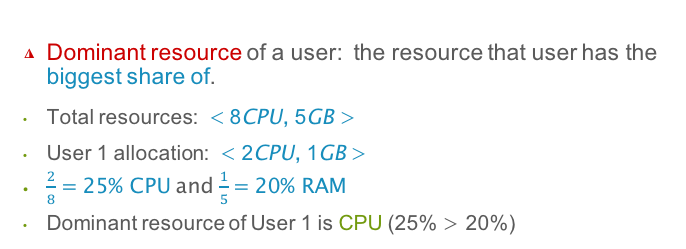 Dominant resource of a user: the resource that user has the
biggest share of.
Total resources: < 8CPU, 5GB >
User 1 allocation: < 2CPU, 1GB >
2/8 = 25% CPU and 1/5 = 20% RAM
Dominant resource of User 1 is CPU (25% > 20%)